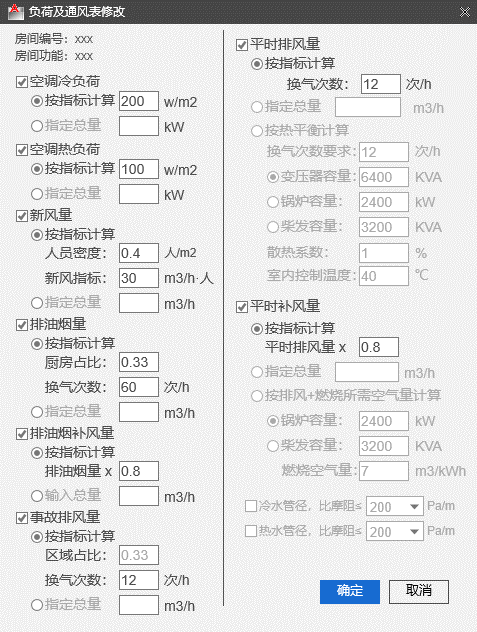 负荷及通风表修改
房间编号：xxx
房间功能：xxx
空调冷负荷
按指标计算 200 w/m2
指定总量 kW
空调热负荷
按指标计算 100 w/m2
指定总量 kW
新风量
按指标计算
人员密度：0.4 人/m2
新风指标：30 m3/h·人
指定总量 m3/h
排油烟量
按指标计算
厨房占比：0.33
换气次数：60 次/h
指定总量 m3/h
排油烟补风量
按指标计算
排油烟量 x 0.8
输入总量 m3/h
事故排风量
按指标计算
区域占比：0.33
换气次数：12 次/h
指定总量 m3/h
平时排风量
按指标计算
换气次数：12 次/h
指定总量 m3/h
按热平衡计算
换气次数要求：12 次/h
变压器容量：6400 KVA
锅炉容量：2400 kW
柴发容量：3200 KVA
散热系数：1 %
室内控制温度：40 ℃
平时补风量
按指标计算
平时排风量 x 0.8
指定总量 m3/h
按排风+燃烧所需空气量计算
锅炉容量：2400 kW
柴发容量：3200 KVA
燃烧空气量：7 m3/kWh
冷水管径，比摩阻≤ 200 Pa/m
热水管径，比摩阻≤ 200 Pa/m
确定 取消